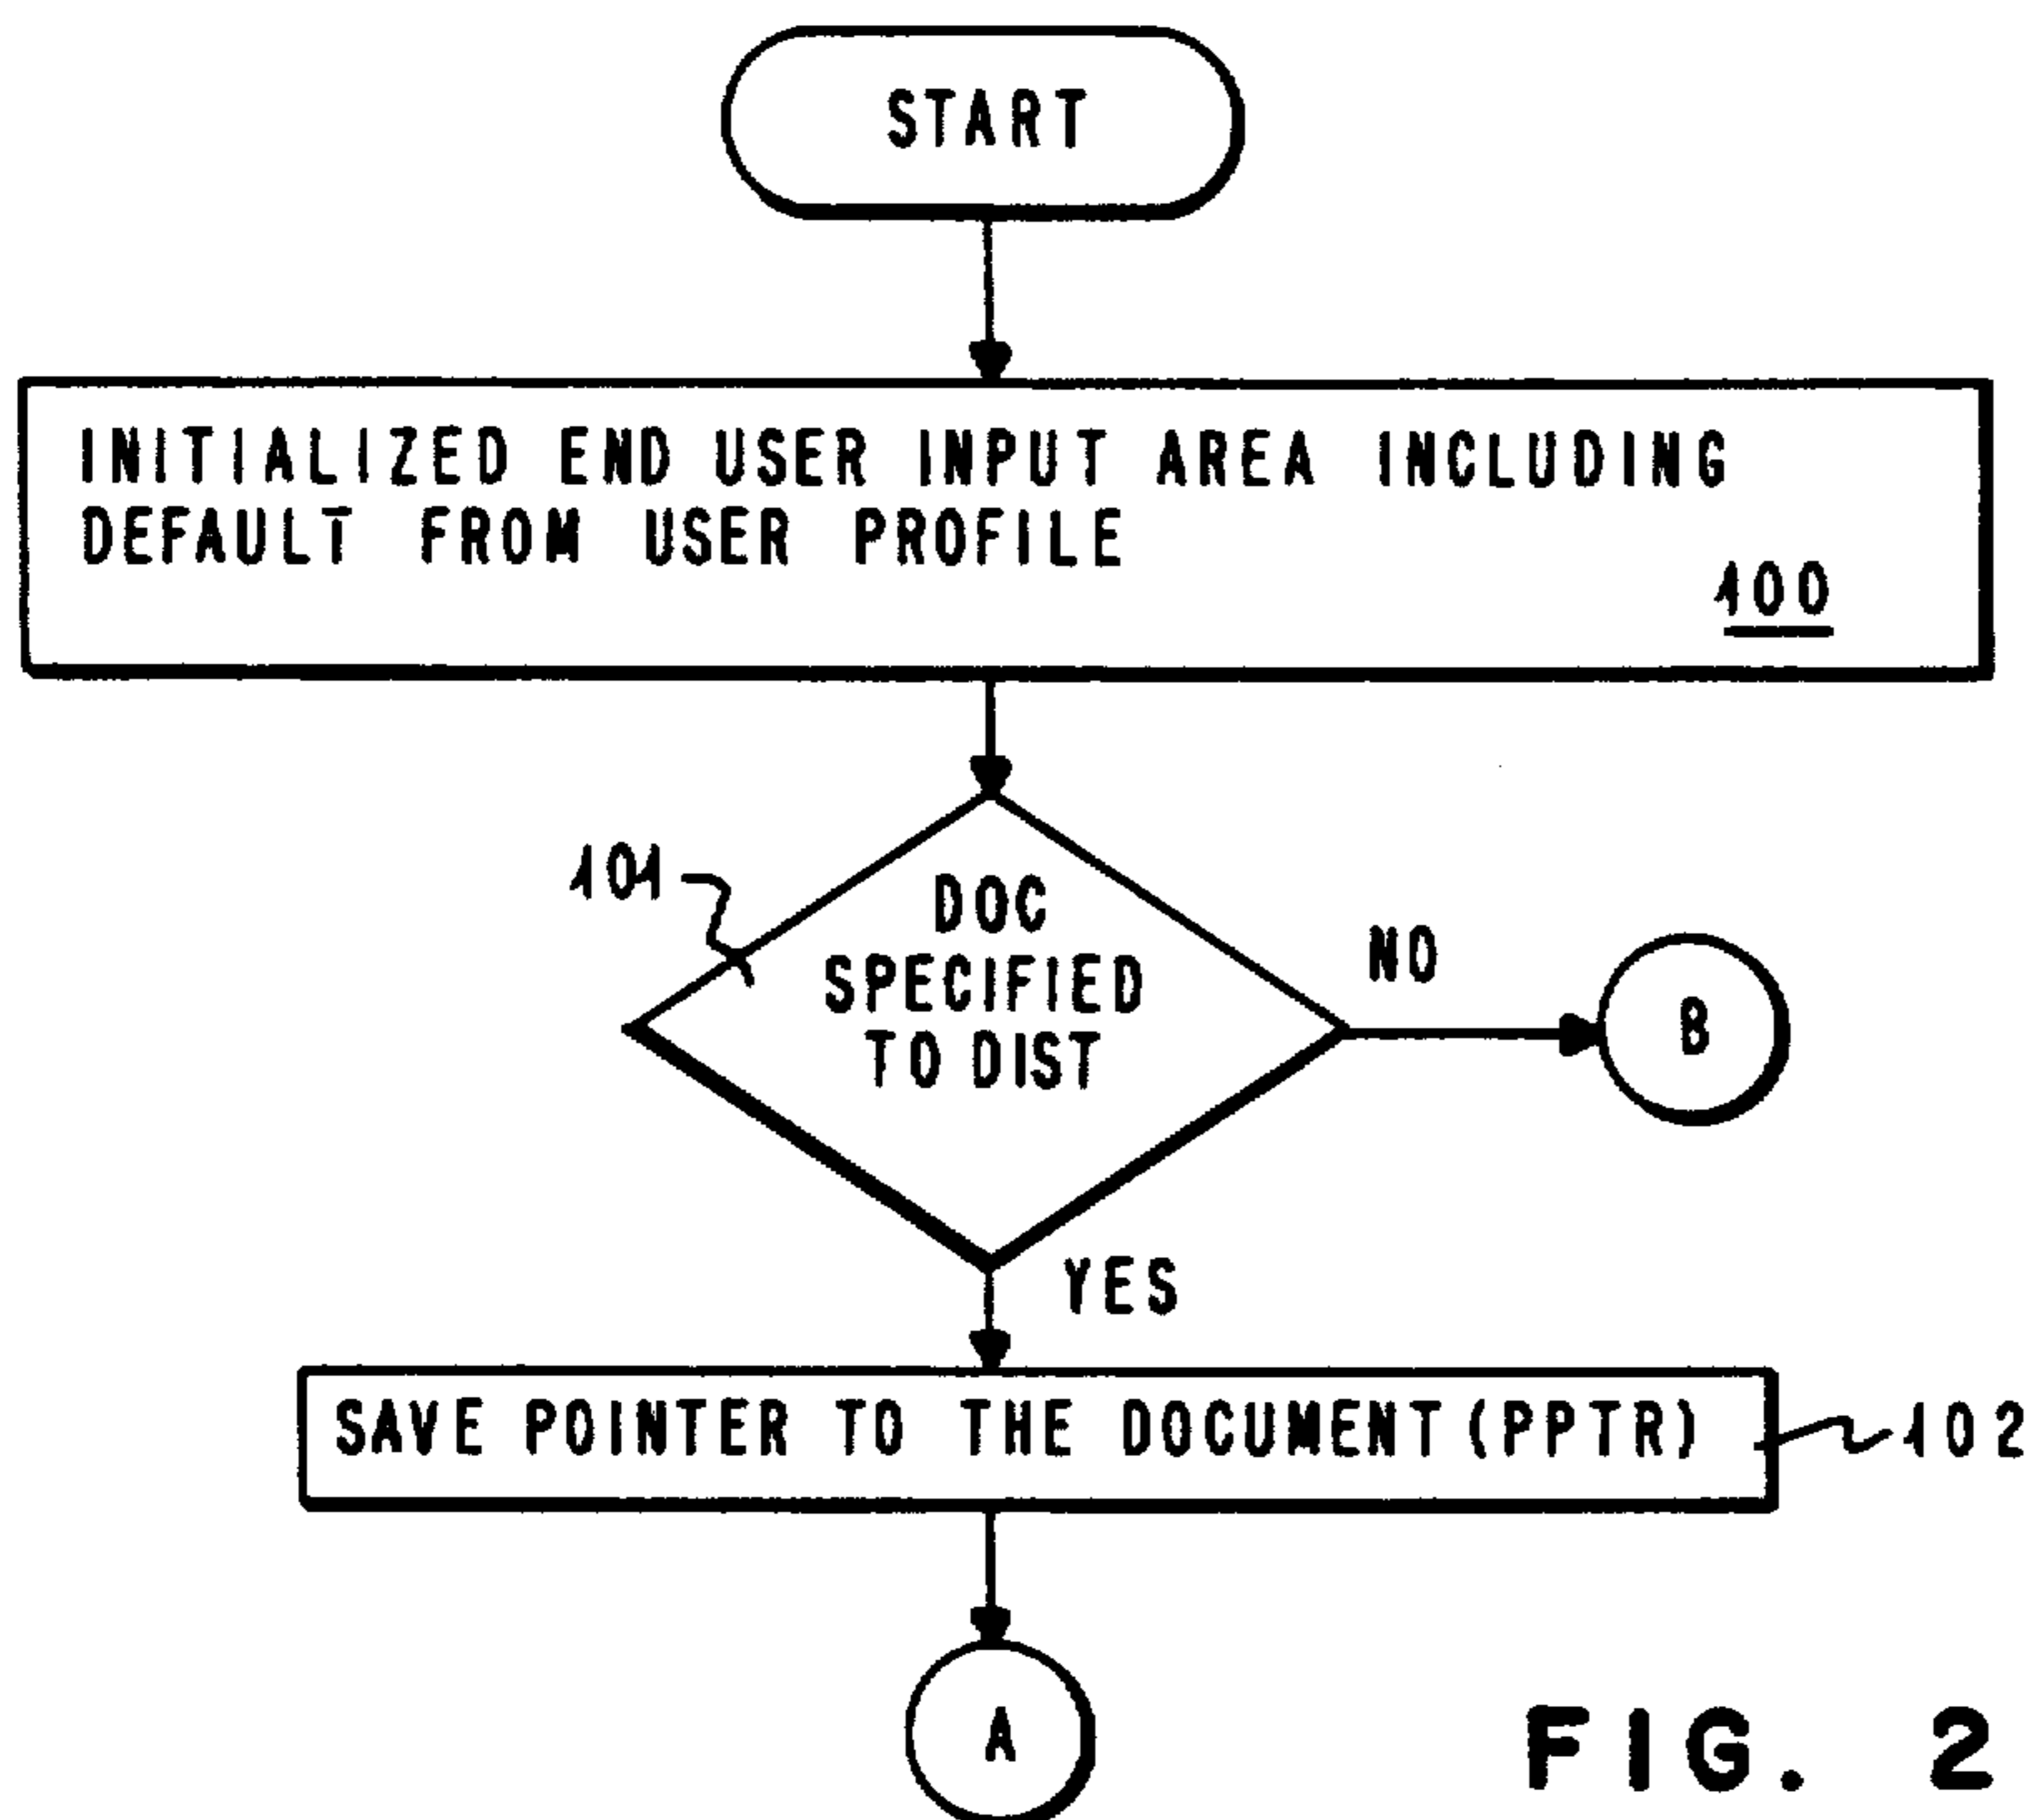 START
INITIALIZED END USER INPUT AREA INCLUDING
DEFAULT FROM USER PROFILE
100
101
DOC
SPECIFIED
TO DIST
NO
B
YES
SAVE POINTER TO THE DOCUMENT(PPTR)
102
A
FIG. 2